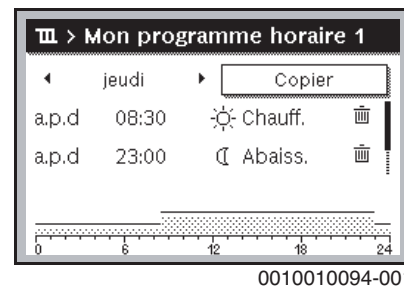 > Mon programme horaire 1
jeudi Copier
a.p.d 08:30 Chauff.
a.p.d 23:00 Abaiss.
0 6 12 18 24
0010010094-00